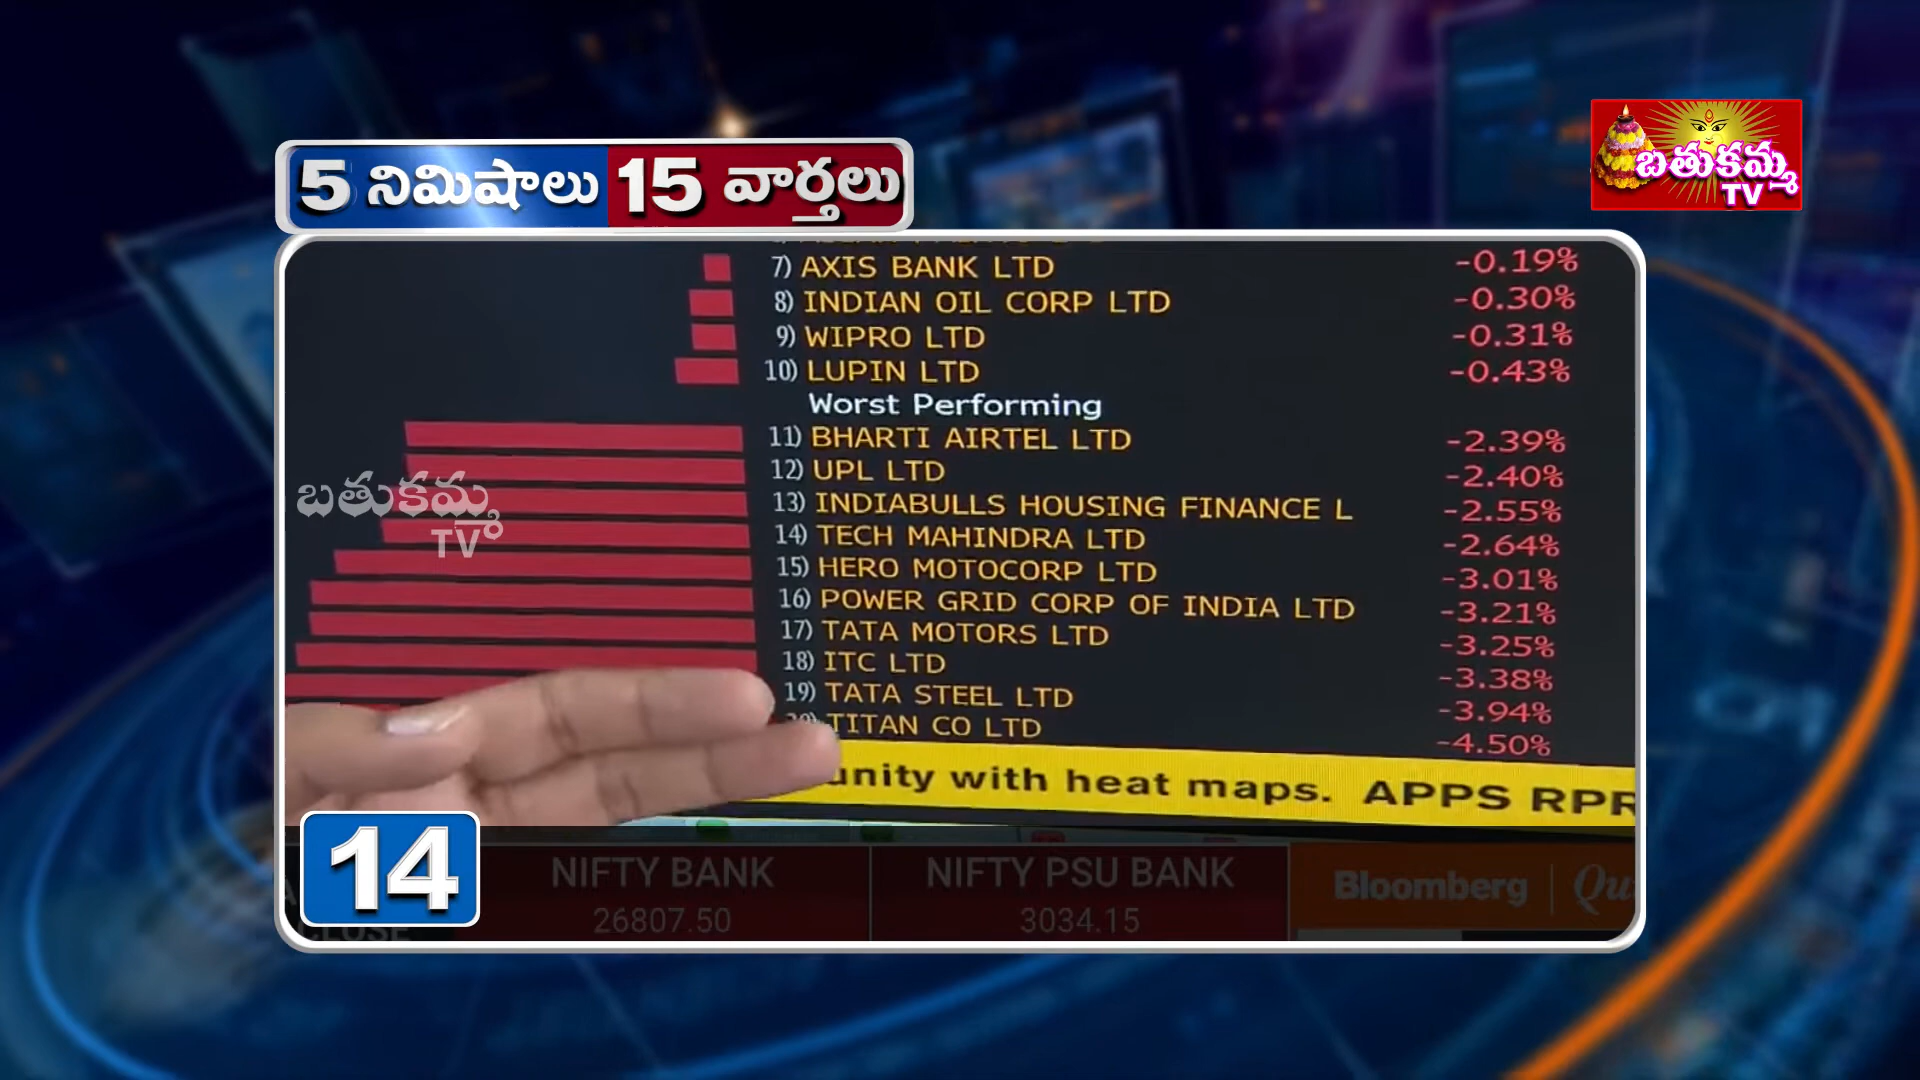 5 నిమిషాలు 15 వార్తలు
బతుకమ్మ
TV
7) AXIS BANK LTD -0.19%
8) INDIAN OIL CORP LTD -0.30%
9) WIPRO LTD -0.31%
10) LUPIN LTD -0.43%
Worst Performing
11) BHARTI AIRTEL LTD -2.39%
12) UPL LTD -2.40%
13) INDIABULLS HOUSING FINANCE L -2.55%
14) TECH MAHINDRA LTD -2.64%
15) HERO MOTOCORP LTD -3.01%
16) POWER GRID CORP OF INDIA LTD -3.21%
17) TATA MOTORS LTD -3.25%
18) ITC LTD -3.38%
19) TATA STEEL LTD -3.94%
TITAN CO LTD -4.50%
బతుకమ్మ
TV
unity with heat maps. APPS RPR
14
NIFTY BANK
26807.50
NIFTY PSU BANK
3034.15
Bloomberg | Qu
CLOSE